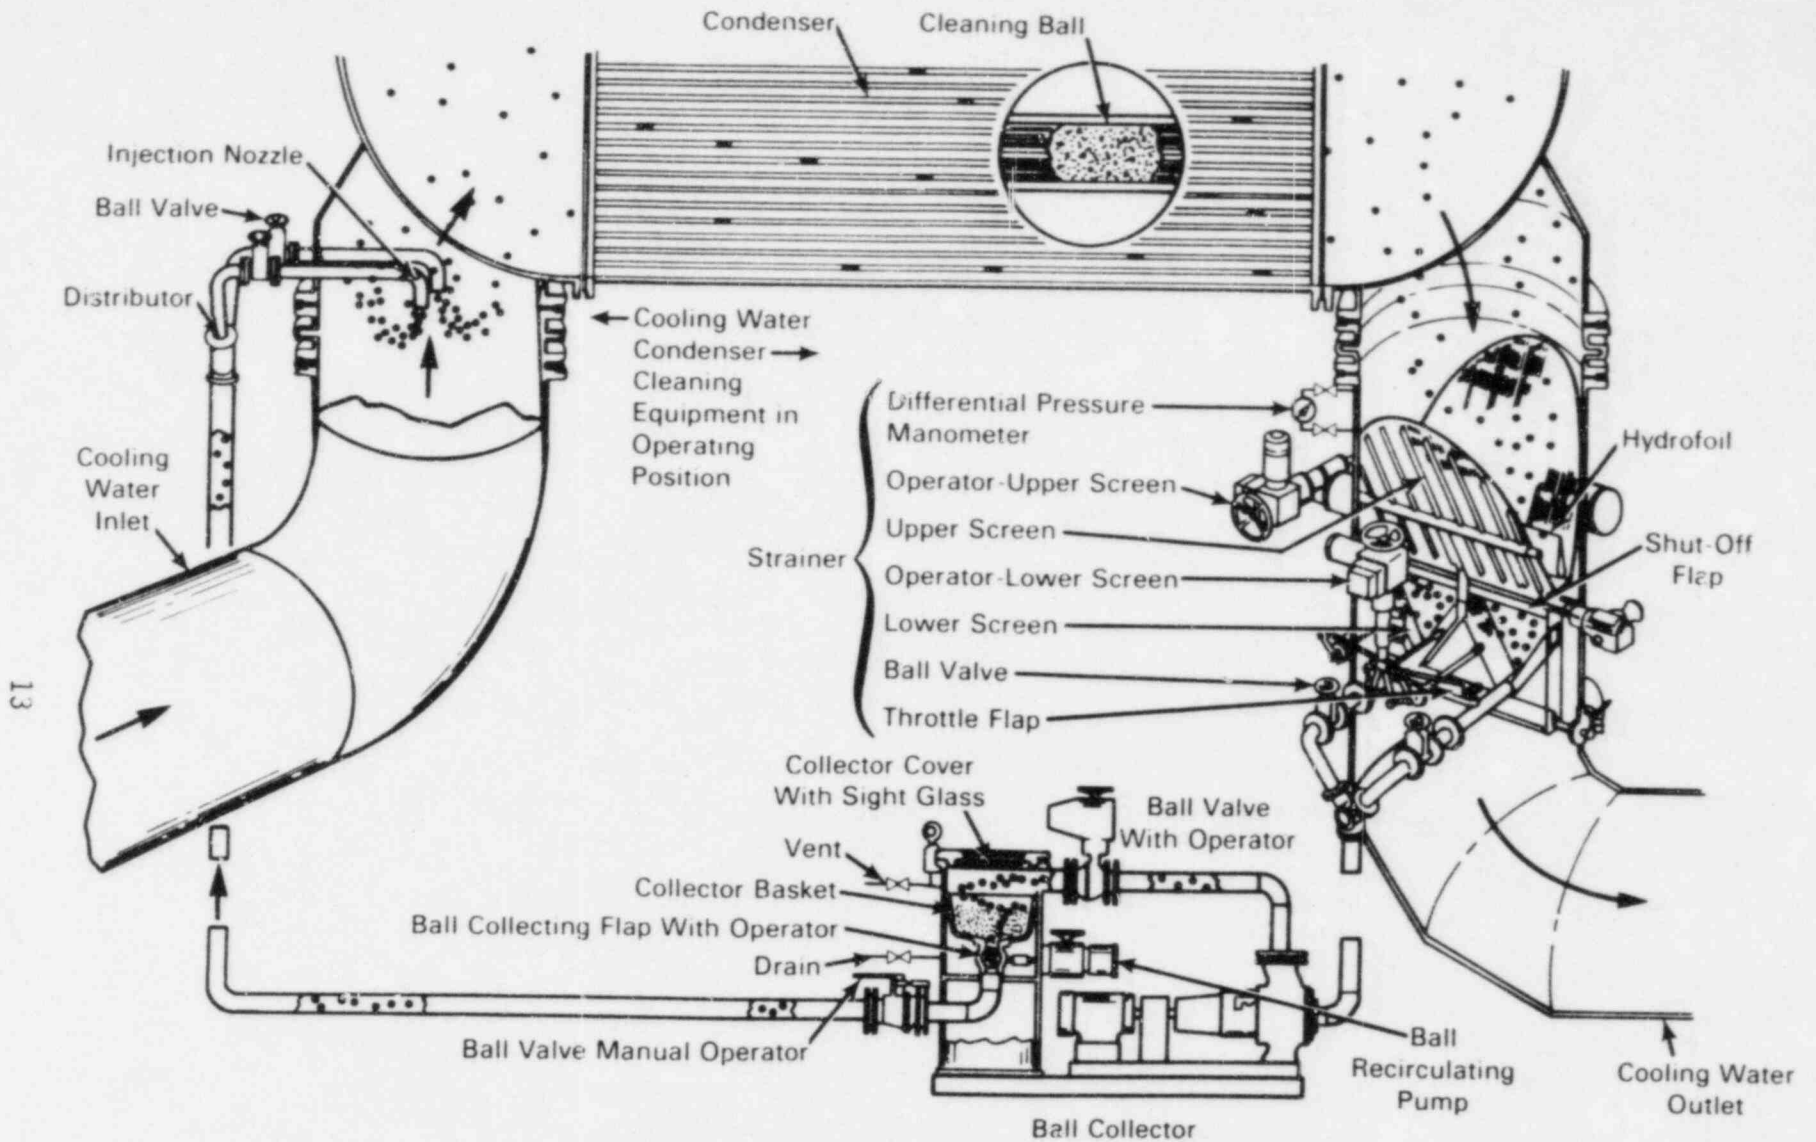 Condenser
Cleaning Ball
Injection Nozzle
Ball Valve
Distributor
Cooling
Water
Inlet
Cooling Water
Condenser
Cleaning
Equipment in
Operating
Position
Strainer
Differential Pressure
Manometer
Operator-Upper Screen
Upper Screen
Operator-Lower Screen
Lower Screen
Ball Valve
Throttle Flap
Hydrofoil
Shut-Off
Flap
13
Collector Cover
With Sight Glass
Vent
Collector Basket
Ball Collecting Flap With Operator
Drain
Ball Valve Manual Operator
Ball Valve
With Operator
Ball
Recirculating
Pump
Cooling Water
Outlet
Ball Collector